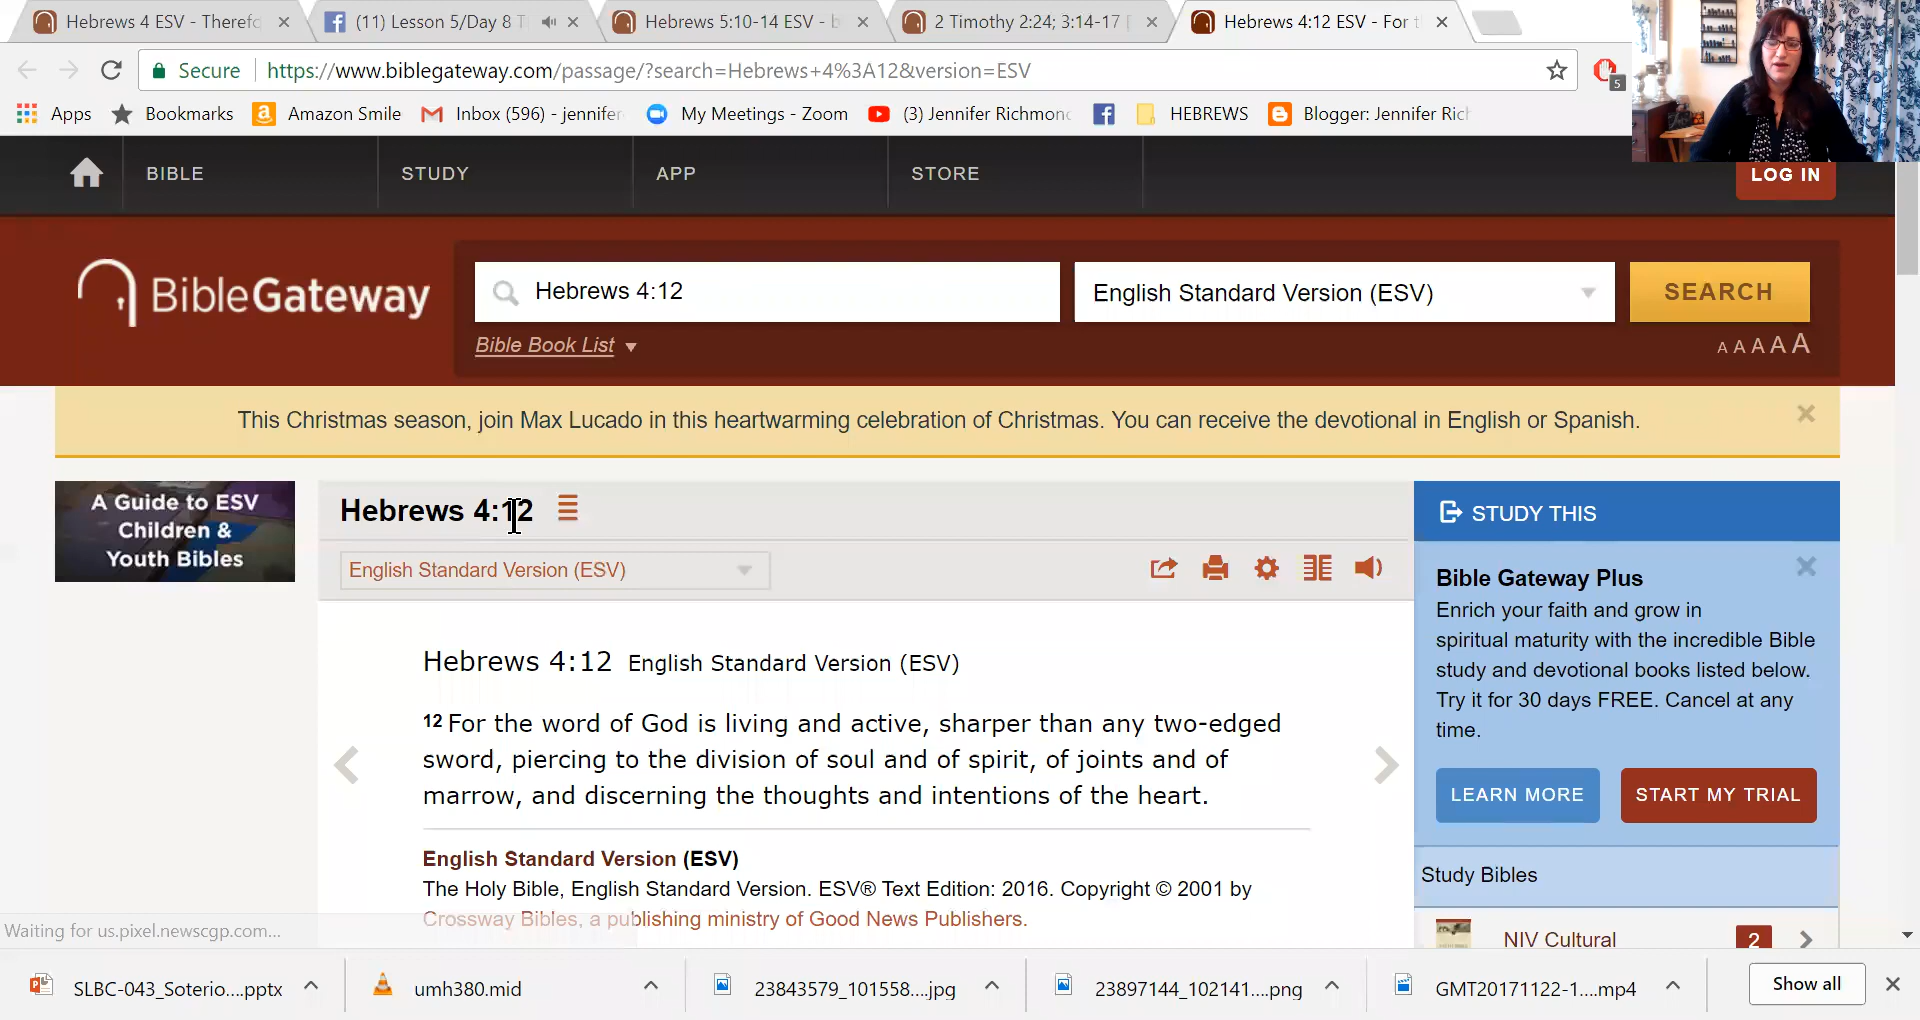 Hebrews 4 ESV - Therefo
(11) Lesson 5/Day 8 T
Hebrews 5:10-14 ESV - b
2 Timothy 2:24; 3:14-17
Hebrews 4:12 ESV - For t
Secure
https://www.biblegateway.com/passage/?search=Hebrews+4%3A12&version=ESV
5
Apps
Bookmarks
Amazon Smile
Inbox (596) - jennifer
My Meetings - Zoom
(3) Jennifer Richmond
HEBREWS
Blogger: Jennifer Rich
BIBLE
STUDY
APP
STORE
LOG IN
BibleGateway
Hebrews 4:12
English Standard Version (ESV)
SEARCH
Bible Book List
A A A A A
This Christmas season, join Max Lucado in this heartwarming celebration of Christmas. You can receive the devotional in English or Spanish.
A Guide to ESV
Children &
Youth Bibles
Hebrews 4:12
English Standard Version (ESV)
Hebrews 4:12 English Standard Version (ESV)
12 For the word of God is living and active, sharper than any two-edged
sword, piercing to the division of soul and of spirit, of joints and of
marrow, and discerning the thoughts and intentions of the heart.
English Standard Version (ESV)
The Holy Bible, English Standard Version. ESV® Text Edition: 2016. Copyright © 2001 by
Crossway Bibles, a publishing ministry of Good News Publishers.
STUDY THIS
Bible Gateway Plus
Enrich your faith and grow in
spiritual maturity with the incredible Bible
study and devotional books listed below.
Try it for 30 days FREE. Cancel at any
time.
LEARN MORE
START MY TRIAL
Study Bibles
NIV Cultural
2
Waiting for us.pixel.newscgp.com...
SLBC-043_Soterio....pptx
umh380.mid
23843579_101558....jpg
23897144_102141....png
GMT20171122-1....mp4
Show all